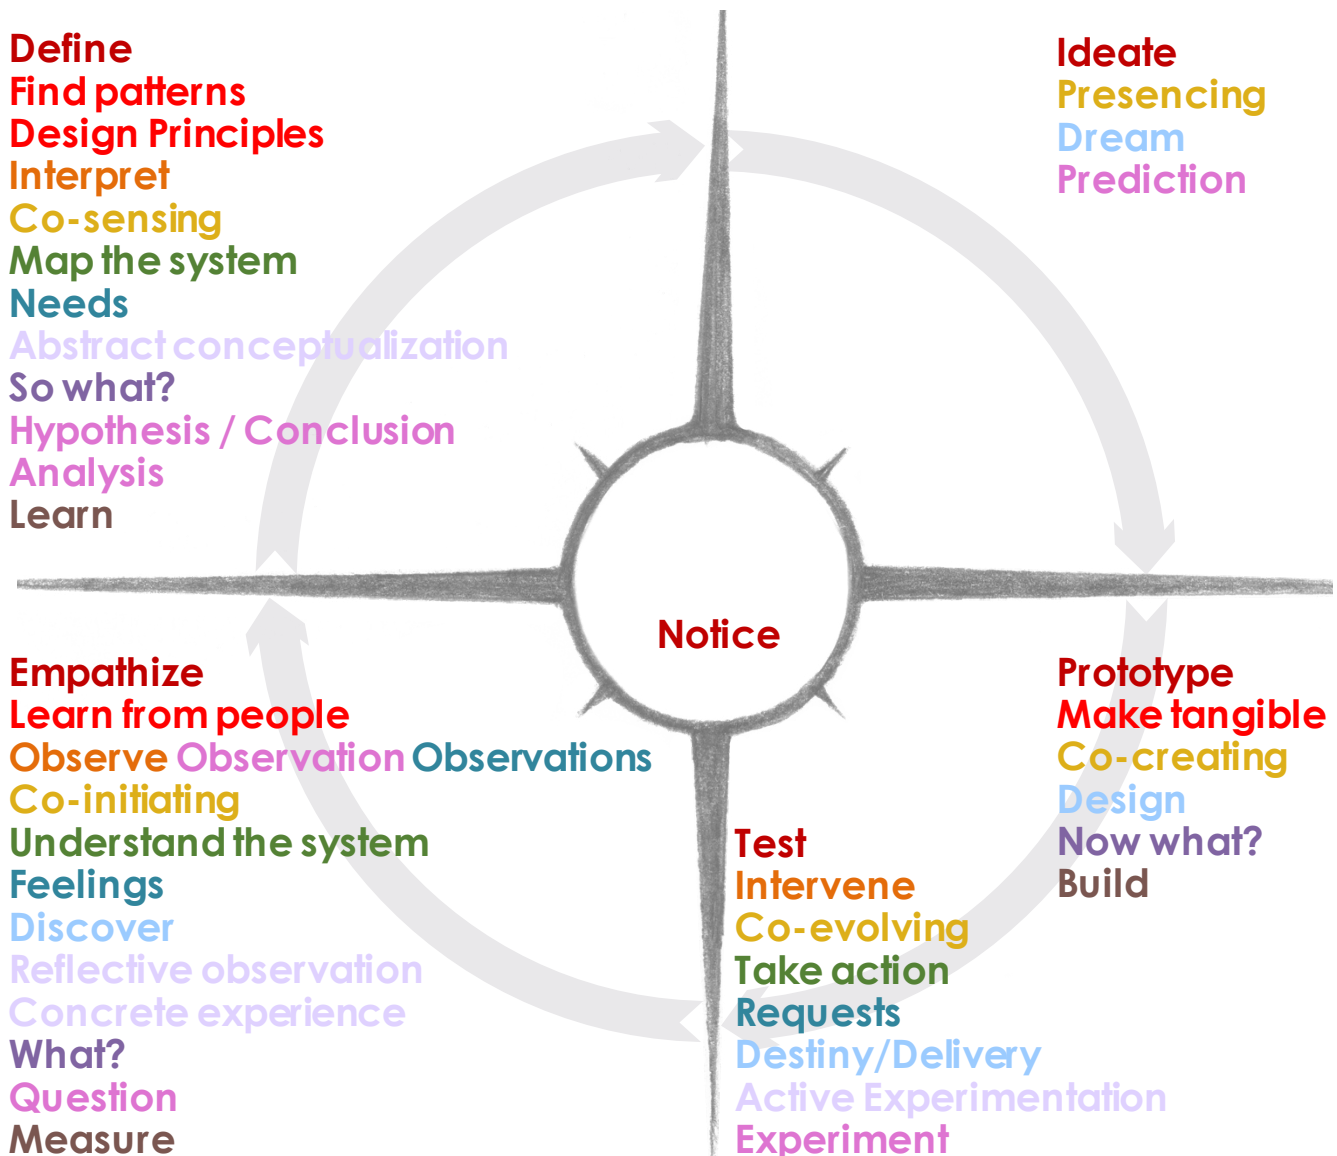 Define
Find patterns
Design Principles
Interpret
Co-sensing
Map the system
Needs
Abstract conceptualization
So what?
Hypothesis / Conclusion
Analysis
Learn
Ideate
Presencing
Dream
Prediction
Notice
Empathize
Learn from people
Observe Observation Observations
Co-initiating
Understand the system
Feelings
Discover
Reflective observation
Concrete experience
What?
Question
Measure
Test
Intervene
Co-evolving
Take action
Requests
Destiny/Delivery
Active Experimentation
Experiment
Prototype
Make tangible
Co-creating
Design
Now what?
Build